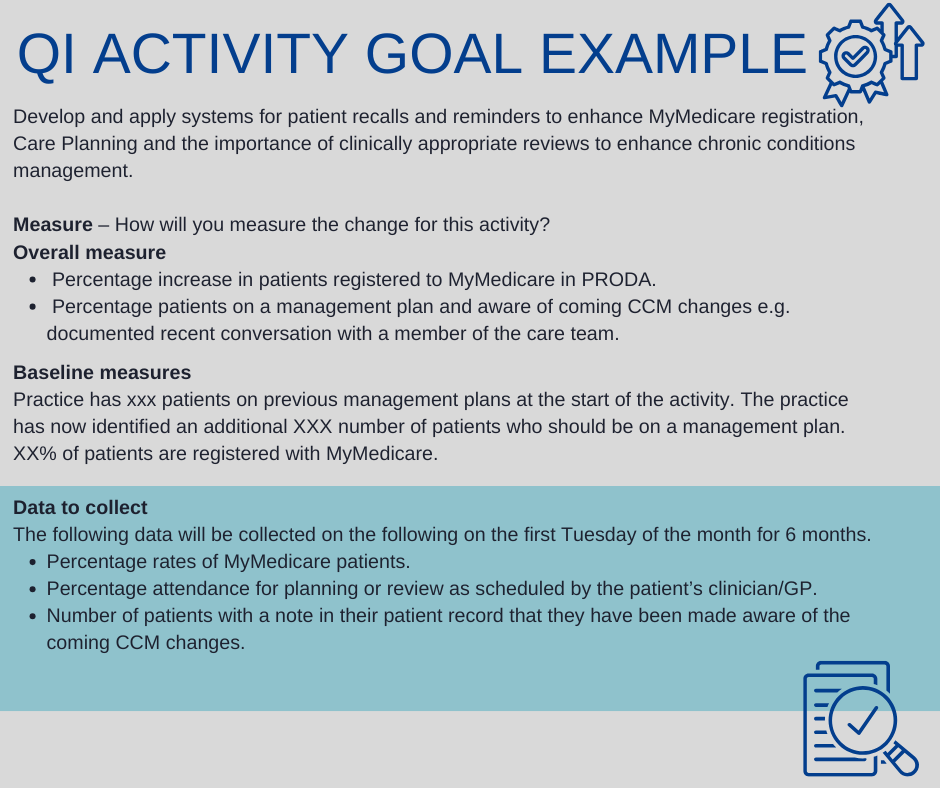 QI ACTIVITY GOAL EXAMPLE
Develop and apply systems for patient recalls and reminders to enhance MyMedicare registration,
Care Planning and the importance of clinically appropriate reviews to enhance chronic conditions
management.
Measure – How will you measure the change for this activity?
Overall measure
• Percentage increase in patients registered to MyMedicare in PRODA.
• Percentage patients on a management plan and aware of coming CCM changes e.g.
documented recent conversation with a member of the care team.
Baseline measures
Practice has xxx patients on previous management plans at the start of the activity. The practice
has now identified an additional XXX number of patients who should be on a management plan.
XX% of patients are registered with MyMedicare.
Data to collect
The following data will be collected on the following on the first Tuesday of the month for 6 months.
• Percentage rates of MyMedicare patients.
• Percentage attendance for planning or review as scheduled by the patient’s clinician/GP.
• Number of patients with a note in their patient record that they have been made aware of the
coming CCM changes.